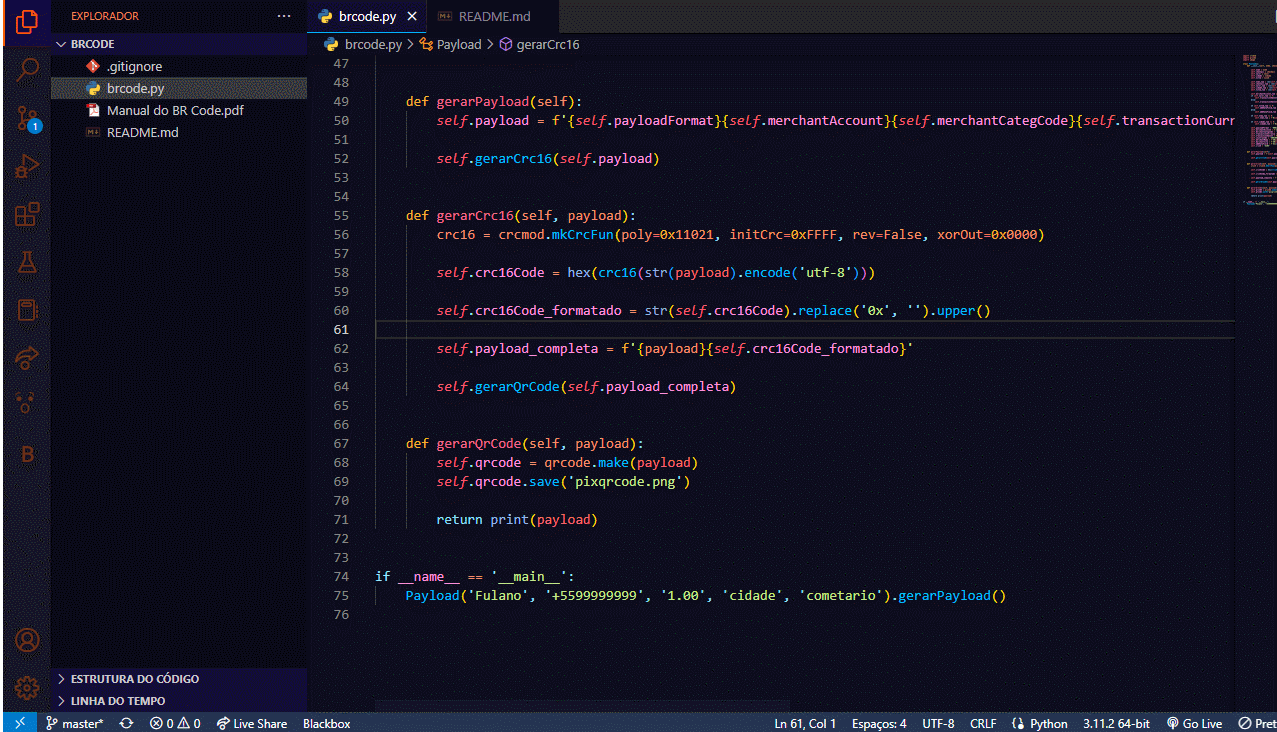 EXPLORADOR ···
brcode.py ×
README.md
BRCODE
brcode.py > Payload > gerarCrc16
.gitignore
brcode.py
Manual do BR Code.pdf
README.md
1
B
47
48
49 def gerarPayload(self):
50 self.payload = f'{self.payloadFormat}{self.merchantAccount}{self.merchantCategCode}{self.transactionCurr
51
52 self.gerarCrc16(self.payload)
53
54
55 def gerarCrc16(self, payload):
56 crc16 = crcmod.mkCrcFun(poly=0x11021, initCrc=0xFFFF, rev=False, xorOut=0x0000)
57
58 self.crc16Code = hex(crc16(str(payload).encode('utf-8')))
59
60 self.crc16Code_formatado = str(self.crc16Code).replace('0x', '').upper()
61
62 self.payload_completa = f'{payload}{self.crc16Code_formatado}'
63
64 self.gerarQrCode(self.payload_completa)
65
66
67 def gerarQrCode(self, payload):
68 self.qrcode = qrcode.make(payload)
69 self.qrcode.save('pixqrcode.png')
70
71 return print(payload)
72
73
74 if __name__ == '__main__':
75 Payload('Fulano', '+5599999999', '1.00', 'cidade', 'cometario').gerarPayload()
76
ESTRUTURA DO CÓDIGO
LINHA DO TEMPO
master* 0 0 Live Share Blackbox Ln 61, Col 1 Espaços: 4 UTF-8 CRLF Python 3.11.2 64-bit Go Live Pret